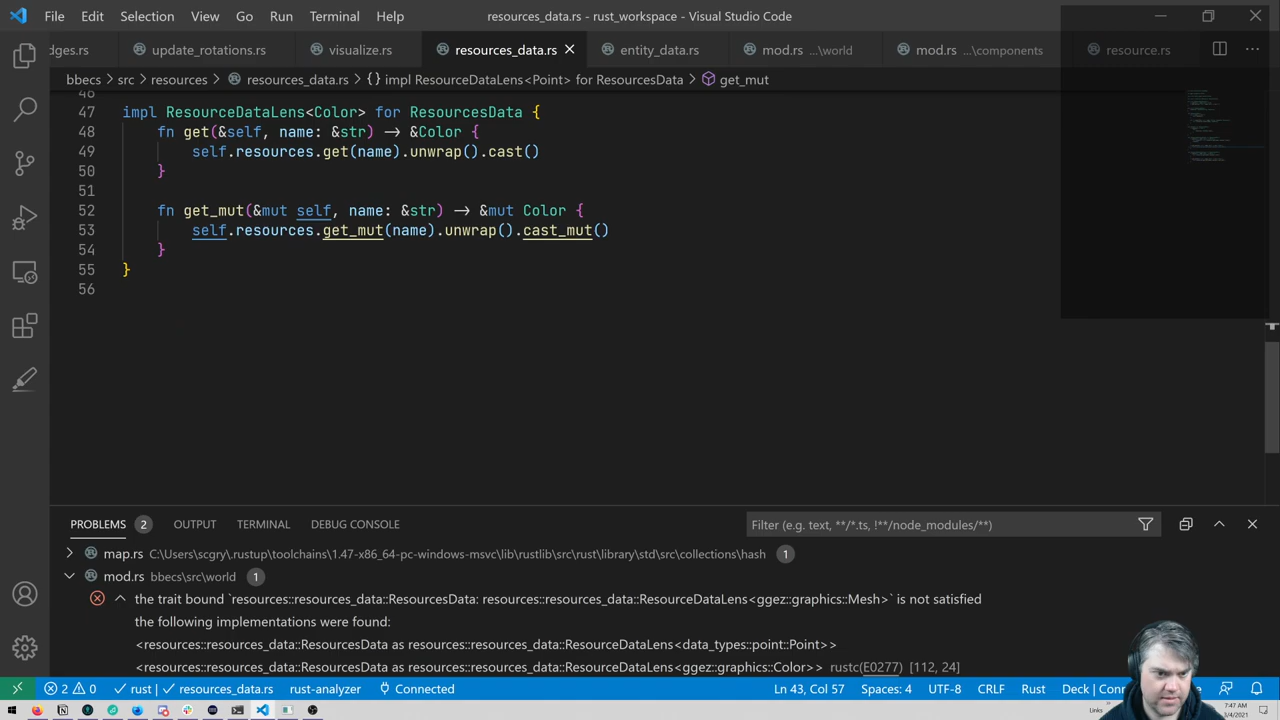 File Edit Selection View Go Run Terminal Help resources_data.rs - rust_workspace - Visual Studio Code
dges.rs update_rotations.rs visualize.rs resources_data.rs entity_data.rs mod.rs ...\world mod.rs ...\components resource.rs
bbecs > src > resources > resources_data.rs > {} impl ResourceDataLens<Point> for ResourcesData > get_mut
46
47 impl ResourceDataLens<Color> for ResourcesData {
48 fn get(&self, name: &str) → &Color {
49 self.resources.get(name).unwrap().cast()
50 }
51
52 fn get_mut(&mut self, name: &str) → &mut Color {
53 self.resources.get_mut(name).unwrap().cast_mut()
54 }
55 }
56
PROBLEMS 2 OUTPUT TERMINAL DEBUG CONSOLE Filter (e.g. text, **/*.ts, !**/node_modules/**)
map.rs C:\Users\scgry\.rustup\toolchains\1.47-x86_64-pc-windows-msvc\lib\rustlib\src\rust\library\std\src\collections\hash 1
mod.rs bbecs\src\world 1
the trait bound `resources::resources_data::ResourcesData: resources::resources_data::ResourceDataLens<ggez::graphics::Mesh>` is not satisfied
the following implementations were found:
<resources::resources_data::ResourcesData as resources::resources_data::ResourceDataLens<data_types::point::Point>>
<resources::resources_data::ResourcesData as resources::resources_data::ResourceDataLens<ggez::graphics::Color>> rustc(E0277) [112, 24]
2 0 rust | resources_data.rs rust-analyzer Connected Ln 43, Col 57 Spaces: 4 UTF-8 CRLF Rust Deck | Conn
Links 7:47 AM
3/4/2021